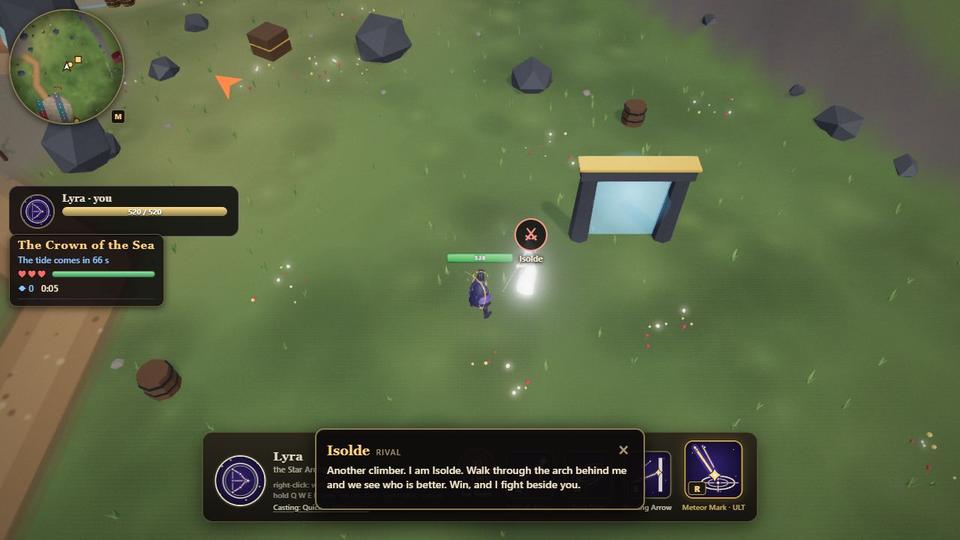 M
Lyra · you
520 / 520
The Crown of the Sea
The tide comes in 66 s
0 0:05
Isolde
Lyra
the Star Ar
right-click: w
hold Q W E
Casting: Quic
Isolde RIVAL
Another climber. I am Isolde. Walk through the arch behind me
and we see who is better. Win, and I fight beside you.
R
ng Arrow
Meteor Mark · ULT